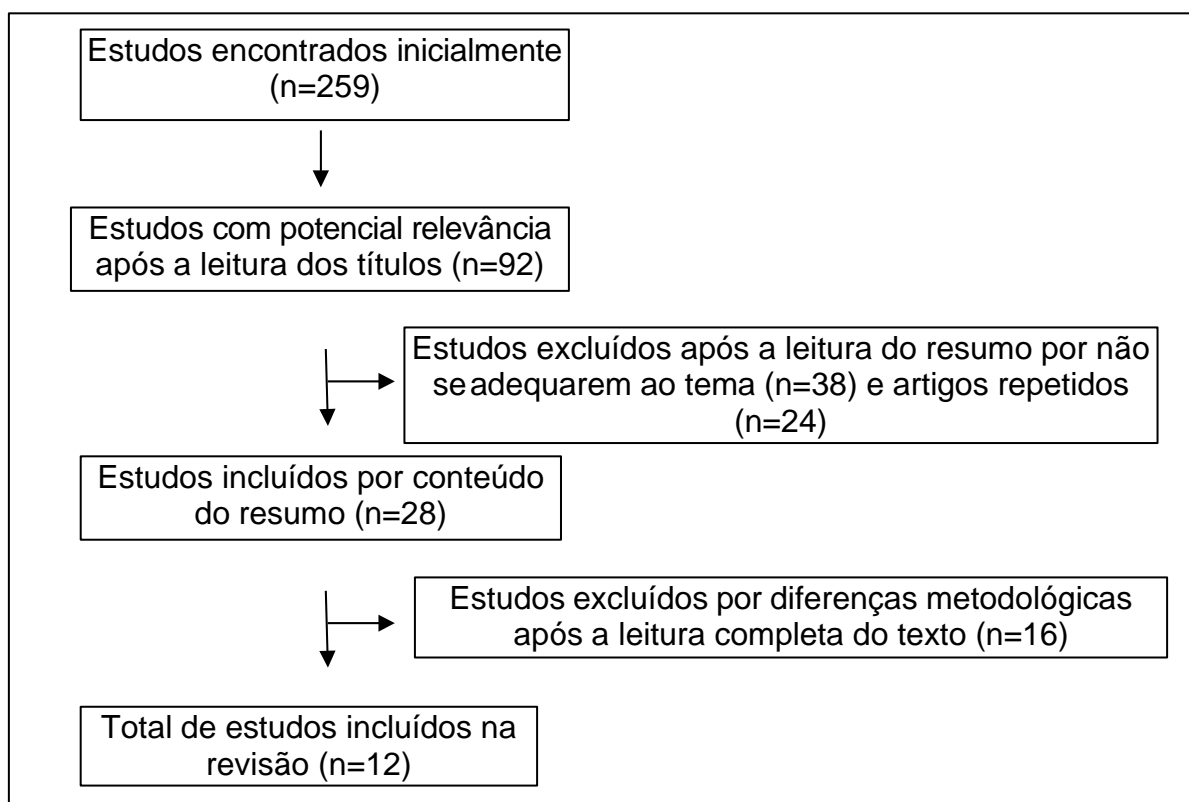 Estudos encontrados inicialmente
(n=259)
Estudos com potencial relevância
após a leitura dos títulos (n=92)
Estudos excluídos após a leitura do resumo por não
se adequarem ao tema (n=38) e artigos repetidos
(n=24)
Estudos incluídos por conteúdo
do resumo (n=28)
Estudos excluídos por diferenças metodológicas
após a leitura completa do texto (n=16)
Total de estudos incluídos na
revisão (n=12)